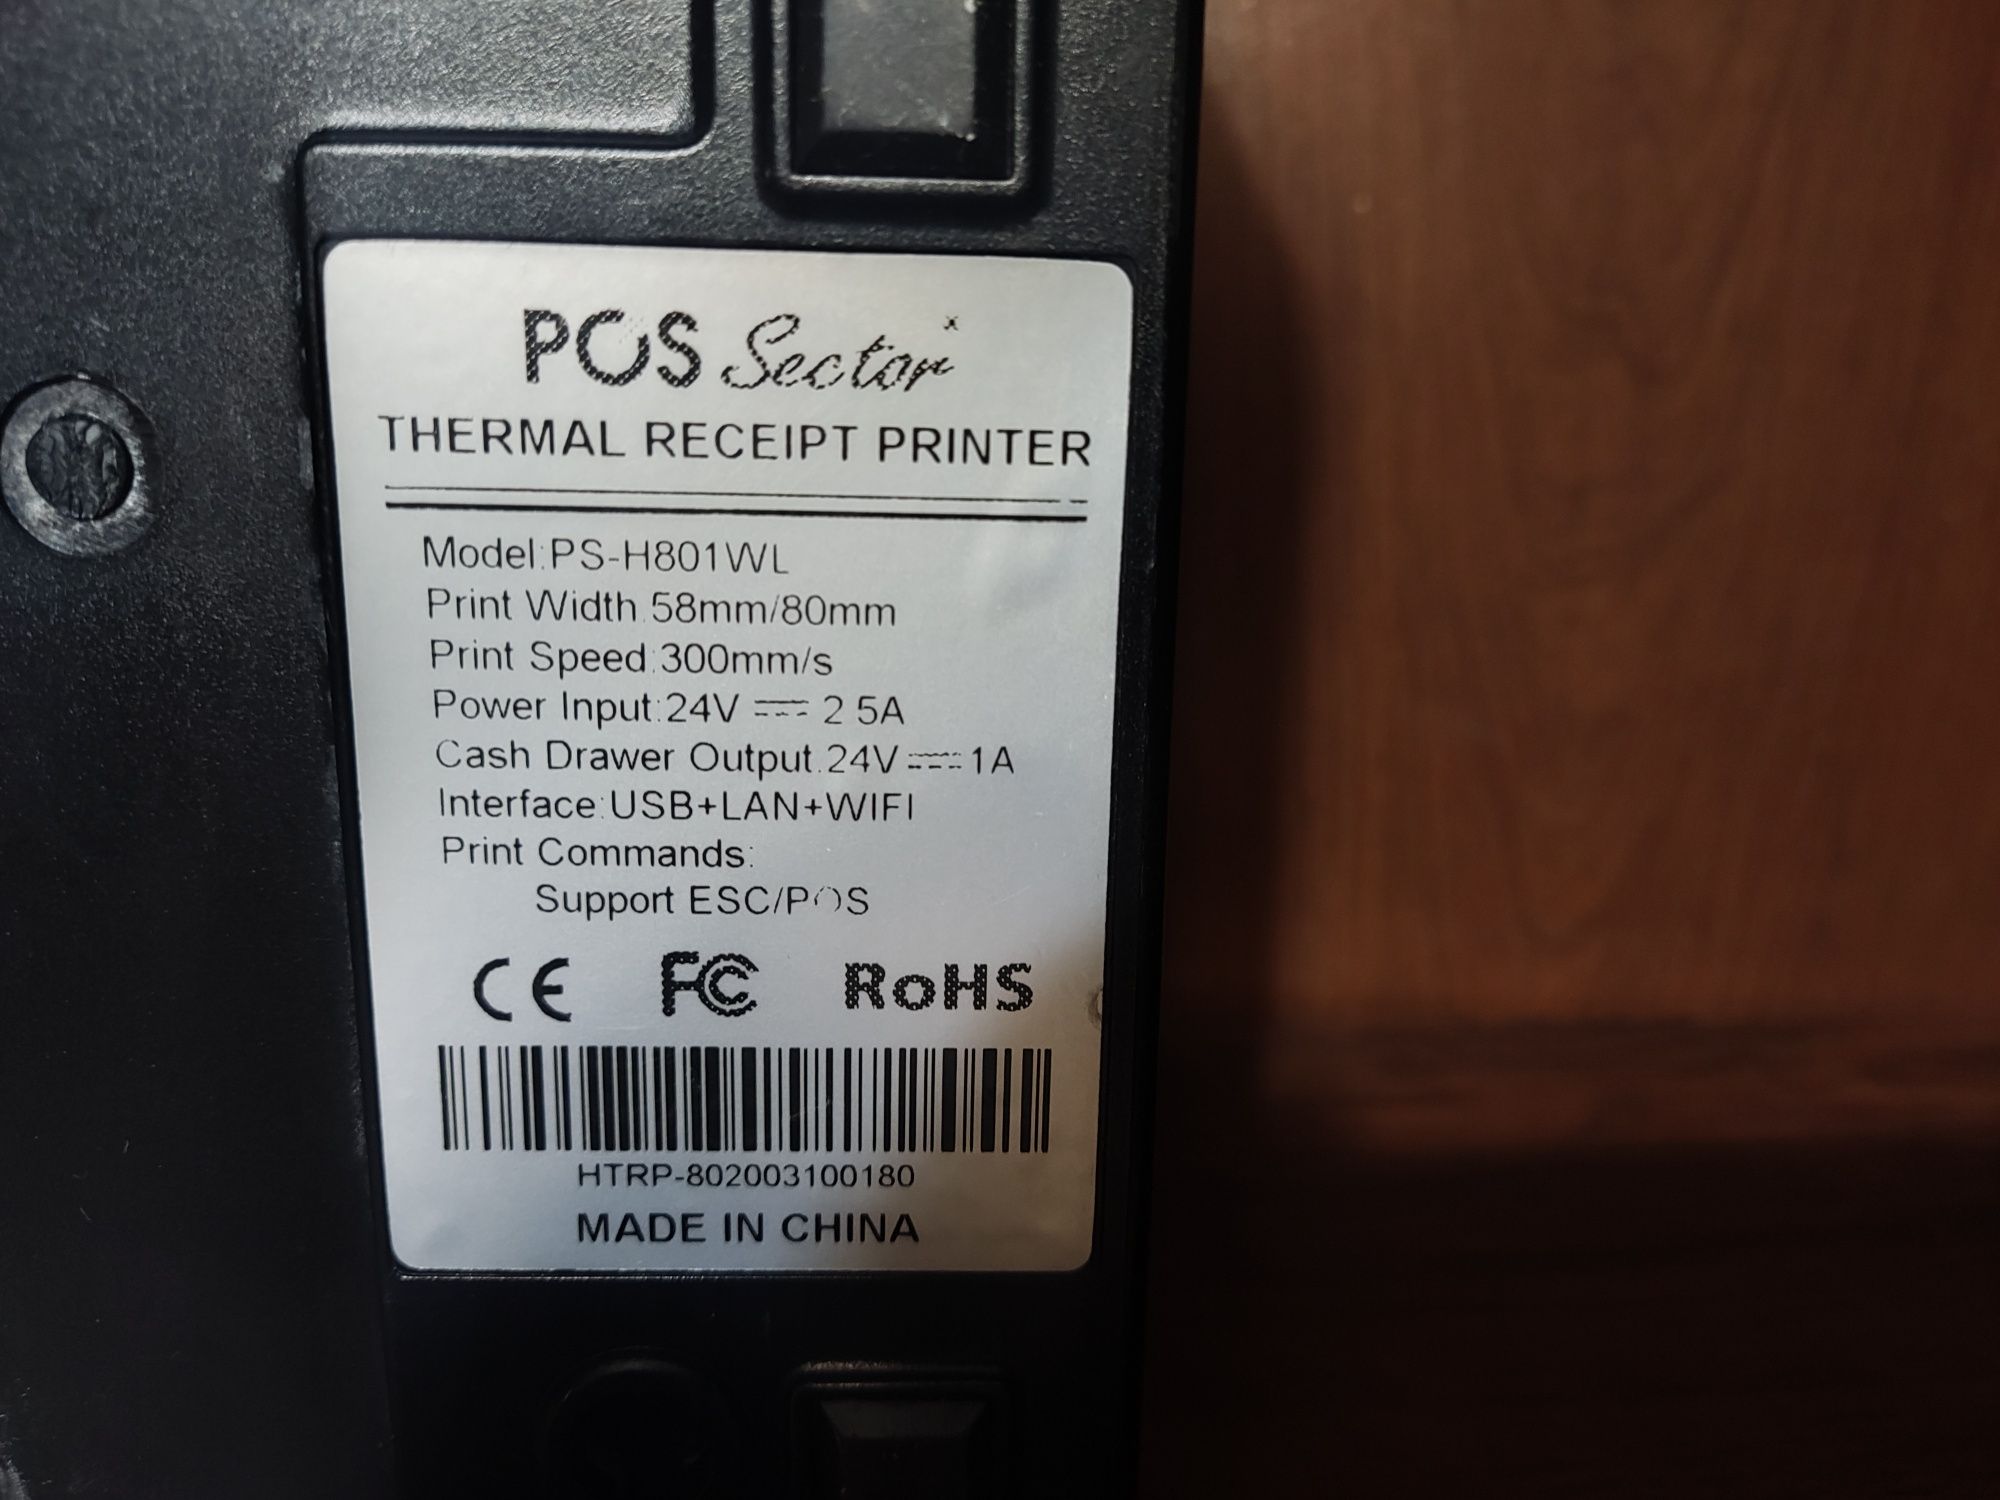 POS Sector
THERMAL RECEIPT PRINTER
Model:PS-H801WL
Print Width:58mm/80mm
Print Speed:300mm/s
Power Input:24V ⎓ 2.5A
Cash Drawer Output:24V ⎓ 1A
Interface:USB+LAN+WIFI
Print Commands:
Support ESC/POS
CE FC RoHS
HTRP-802003100180
MADE IN CHINA